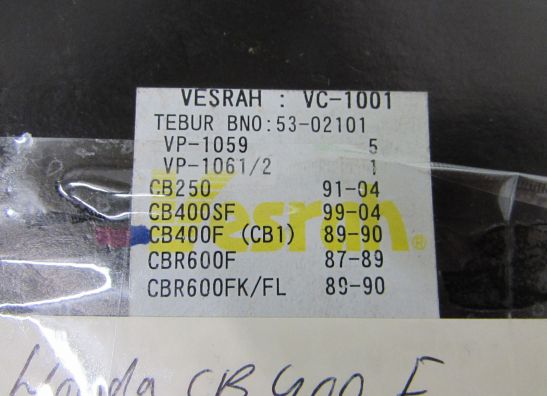 VESRAH : VC-1001
TEBUR BNO:53-02101
VP-1059 5
VP-1061/2 1
CB250 91-04
CB400SF 99-04
CB400F (CB1) 89-90
CBR600F 87-89
CBR600FK/FL 89-90
Vesrah®
Honda CB 400 F